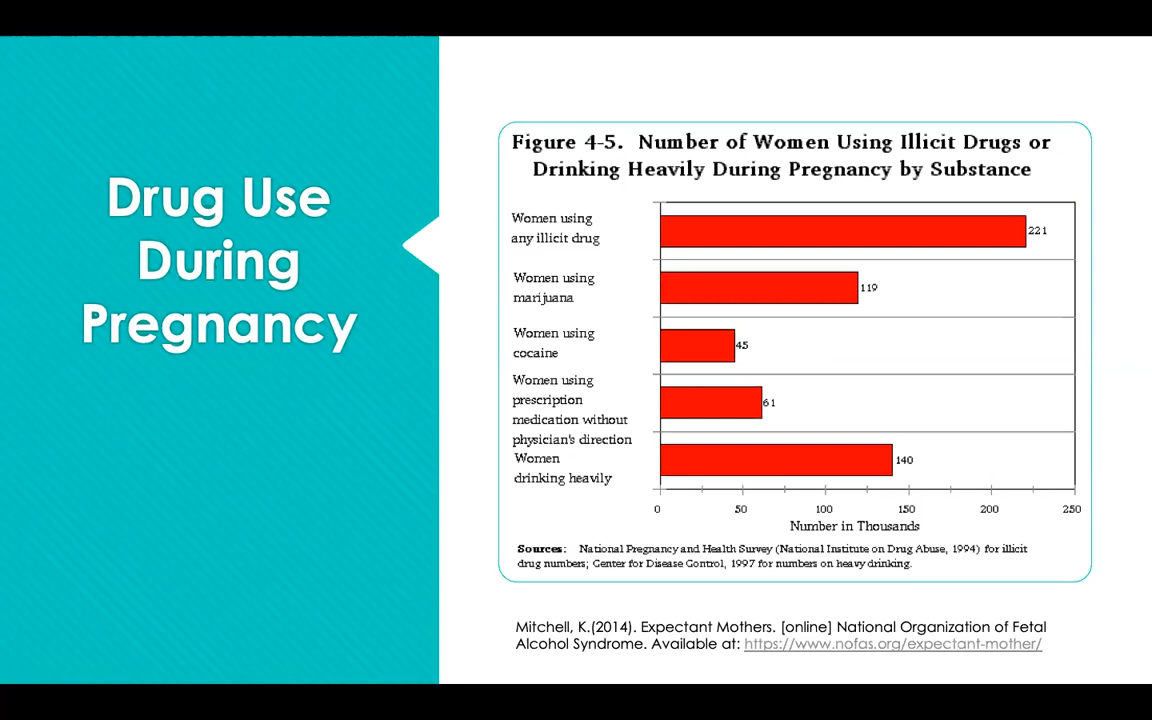 Drug Use
During
Pregnancy
Figure 4-5. Number of Women Using Illicit Drugs or
Drinking Heavily During Pregnancy by Substance
Women using
any illicit drug
221
Women using
marijuana
119
Women using
cocaine
45
Women using
prescription
medication without
physician's direction
61
Women
drinking heavily
140
0 50 100 150 200 250
Number in Thousands
Sources: National Pregnancy and Health Survey (National Institute on Drug Abuse, 1994) for illicit
drug numbers; Center for Disease Control, 1997 for numbers on heavy drinking.
Mitchell, K.(2014). Expectant Mothers. [online] National Organization of Fetal
Alcohol Syndrome. Available at: https://www.nofas.org/expectant-mother/